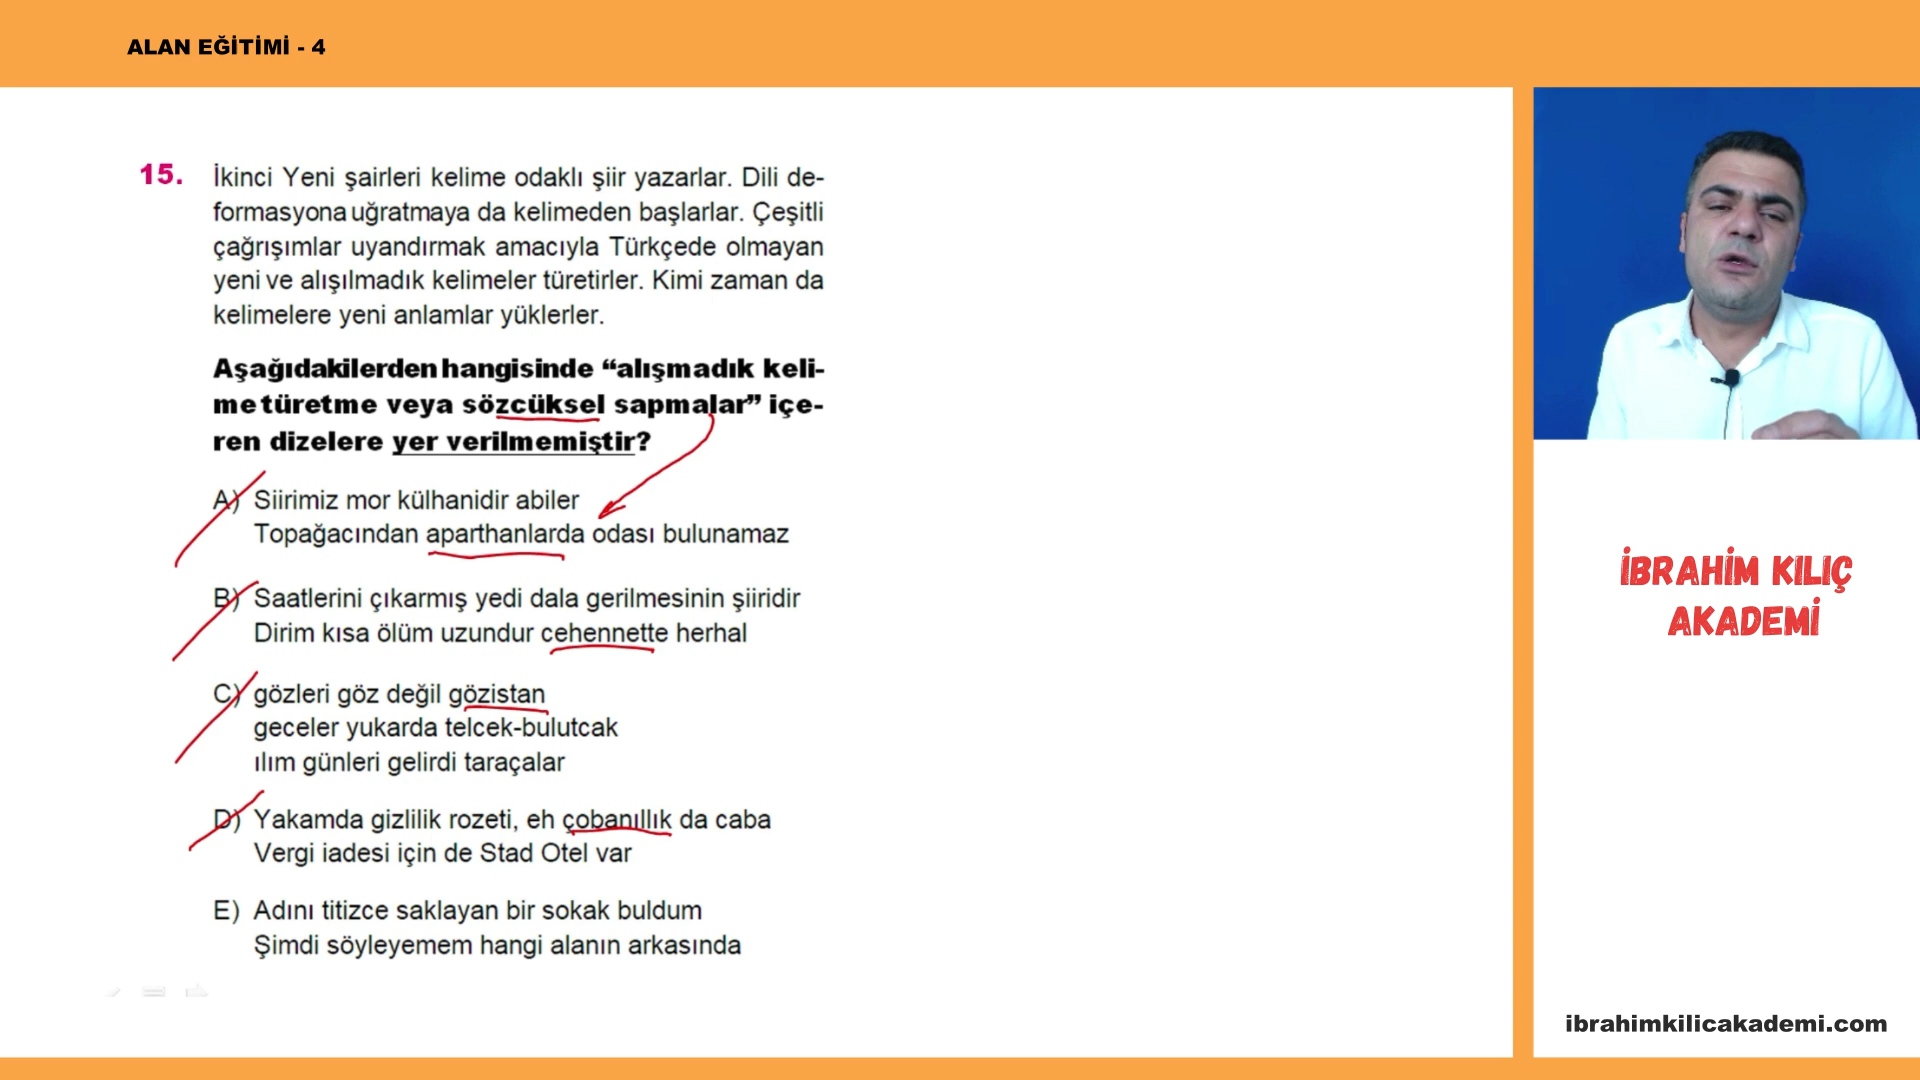 ALAN EĞİTİMİ - 4
15. İkinci Yeni şairleri kelime odaklı şiir yazarlar. Dili de-
formasyona uğratmaya da kelimeden başlarlar. Çeşitli
çağrışımlar uyandırmak amacıyla Türkçede olmayan
yeni ve alışılmadık kelimeler türetirler. Kimi zaman da
kelimelere yeni anlamlar yüklerler.
Aşağıdakilerden hangisinde “alışmadık keli-
me türetme veya sözcüksel sapmalar” içe-
ren dizelere yer verilmemiştir?
A) Siirimiz mor külhanidir abiler
Topağacından aparthanlarda odası bulunamaz
B) Saatlerini çıkarmış yedi dala gerilmesinin şiiridir
Dirim kısa ölüm uzundur cehennette herhal
C) gözleri göz değil gözistan
geceler yukarda telcek-bulutcak
ılım günleri gelirdi taraçalar
D) Yakamda gizlilik rozeti, eh çobanıllık da caba
Vergi iadesi için de Stad Otel var
E) Adını titizce saklayan bir sokak buldum
Şimdi söyleyemem hangi alanın arkasında
İBRAHİM KILIÇ
AKADEMİ
ibrahimkilicakademi.com